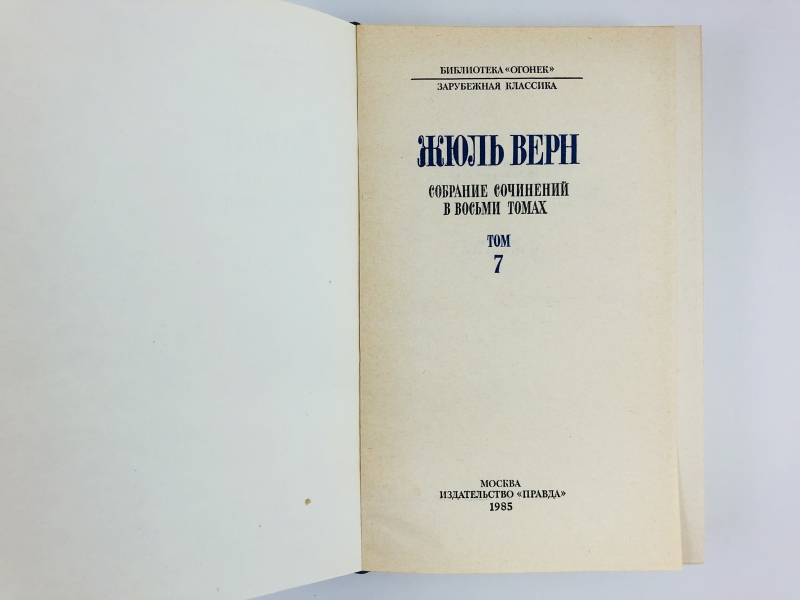 БИБЛИОТЕКА «ОГОНЕК»
ЗАРУБЕЖНАЯ КЛАССИКА
ЖЮЛЬ ВЕРН
СОБРАНИЕ СОЧИНЕНИЙ
В ВОСЬМИ ТОМАХ
ТОМ
7
МОСКВА
ИЗДАТЕЛЬСТВО «ПРАВДА»
1985